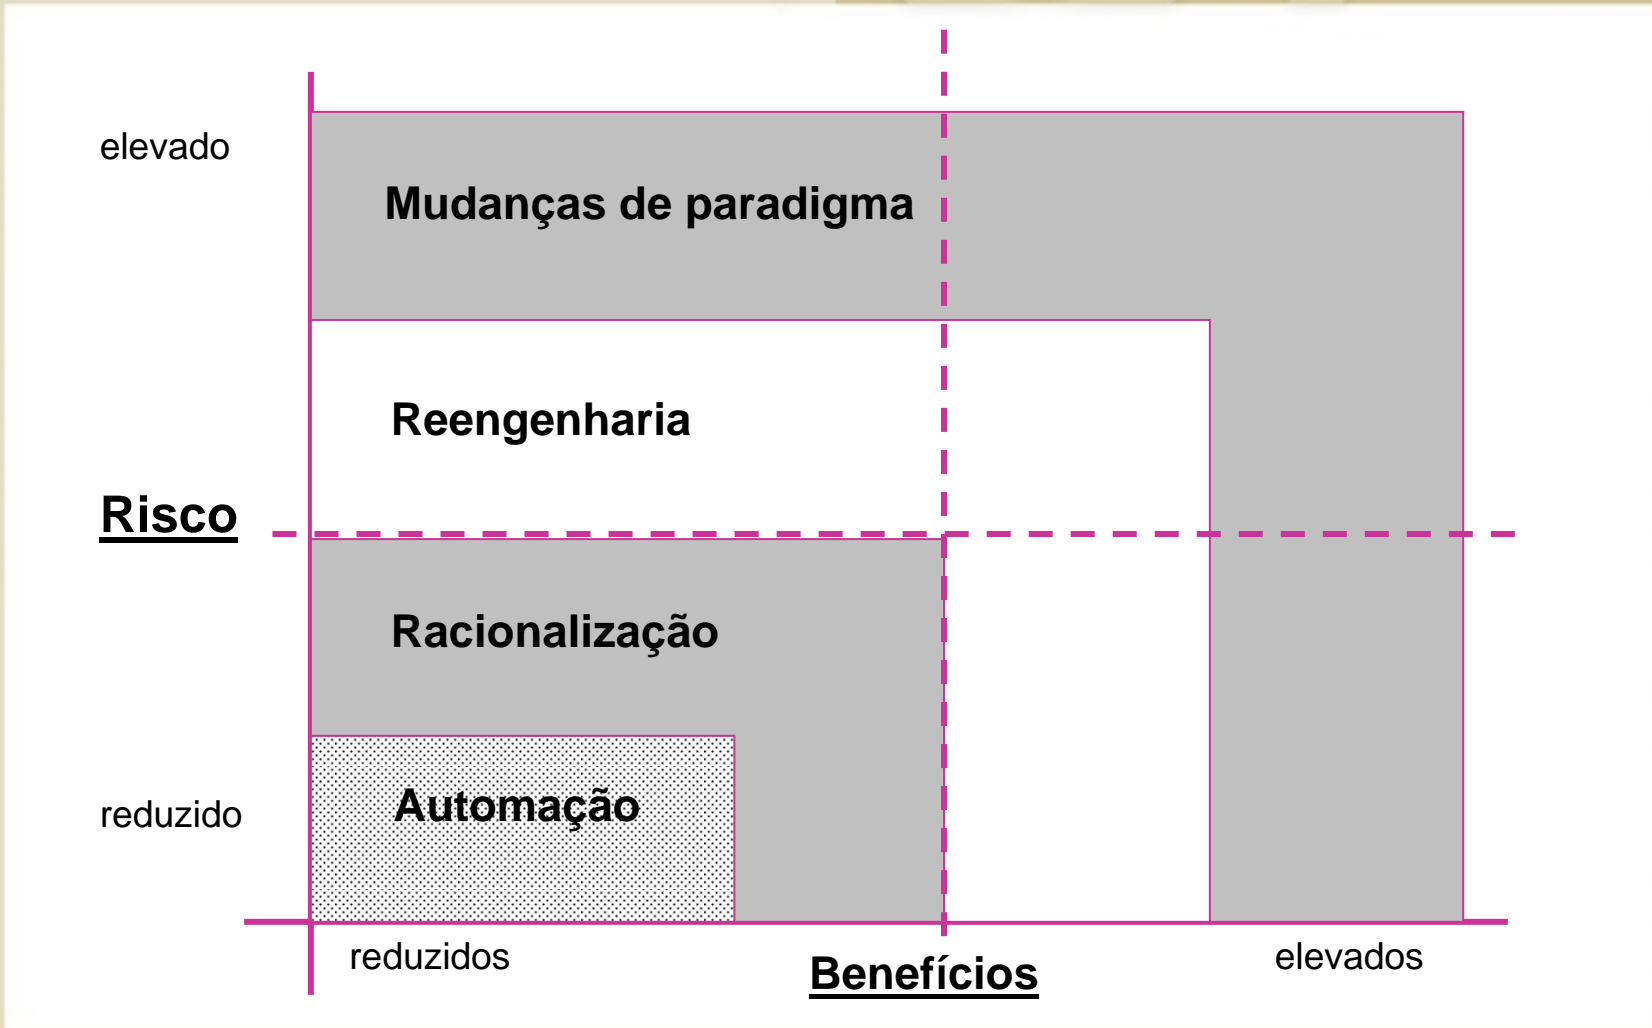 elevado
Mudanças de paradigma
Reengenharia
Risco
Racionalização
Automação
reduzido
reduzidos
Benefícios
elevados